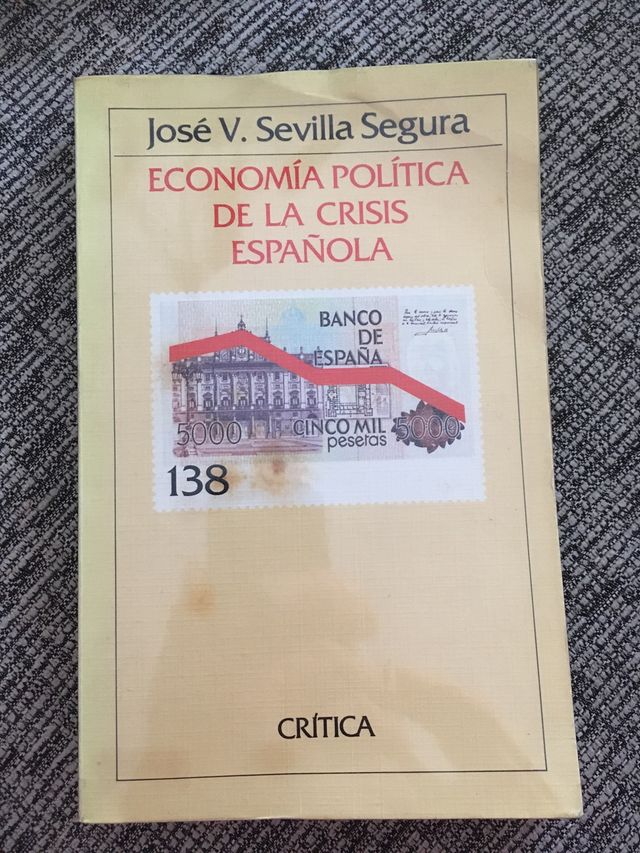 José V. Sevilla Segura
ECONOMÍA POLÍTICA
DE LA CRISIS
ESPAÑOLA
BANCO
DE
ESPAÑA
5000
CINCO MIL
pesetas
5000
138
CRÍTICA